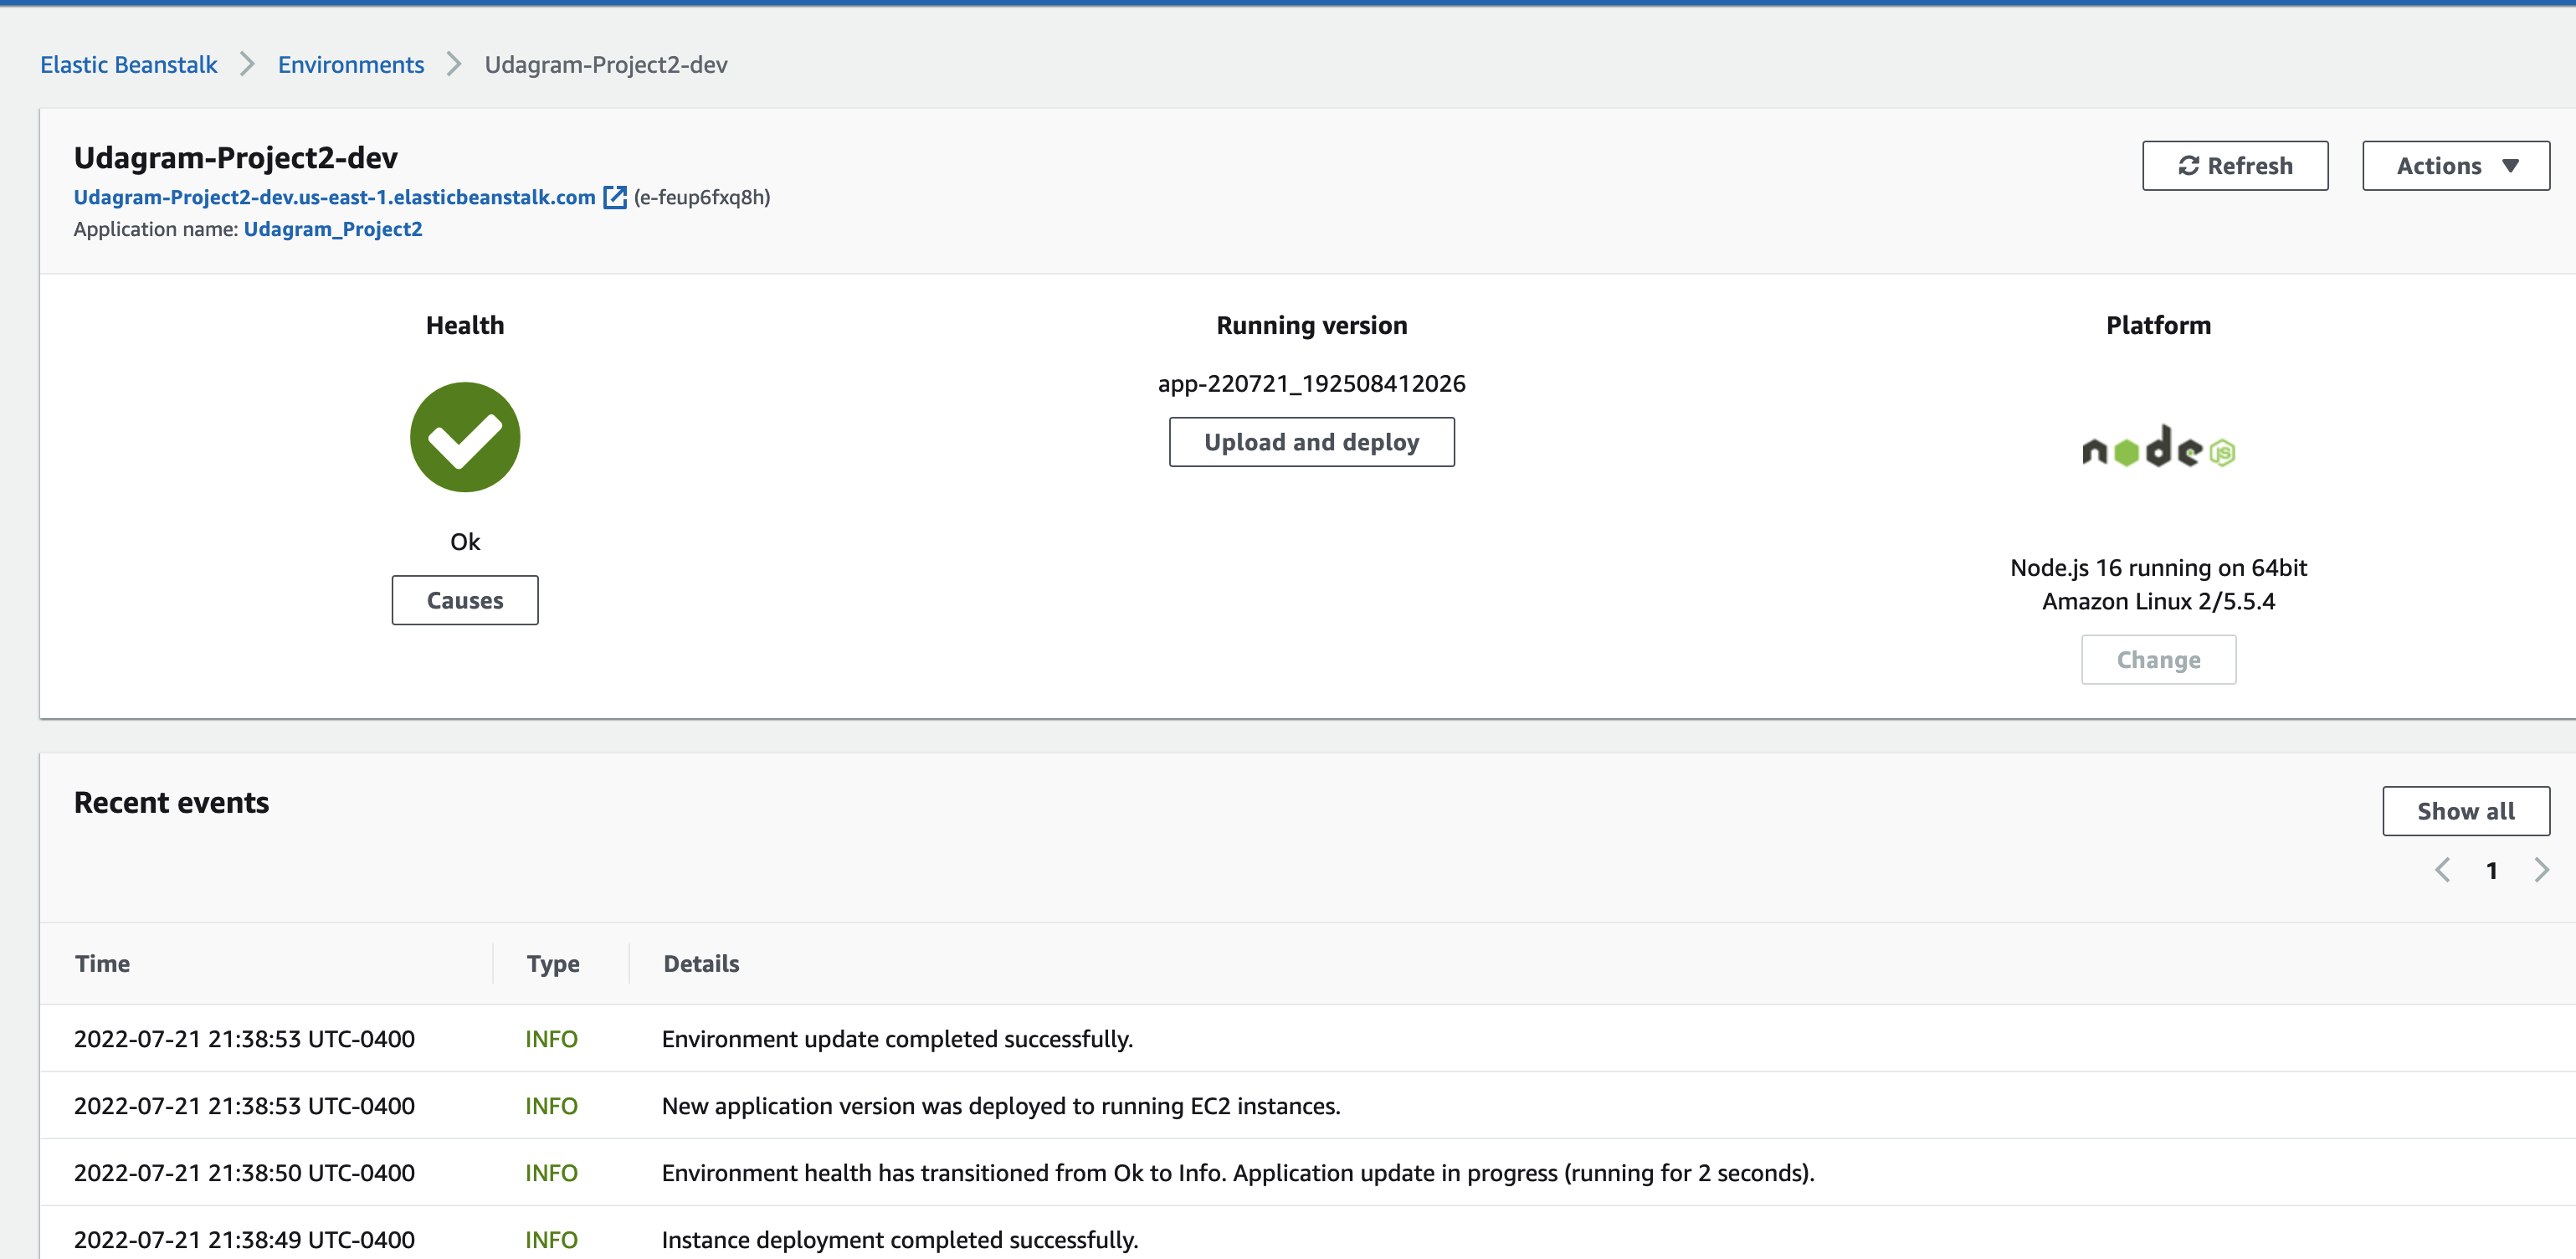 Elastic Beanstalk > Environments > Udagram-Project2-dev
Udagram-Project2-dev
Refresh
Actions
Udagram-Project2-dev.us-east-1.elasticbeanstalk.com (e-feup6fxq8h)
Application name: Udagram_Project2
Health
Ok
Causes
Running version
app-220721_192508412026
Upload and deploy
Platform
node JS
Node.js 16 running on 64bit
Amazon Linux 2/5.5.4
Change
Recent events
Show all
1
Time Type Details
2022-07-21 21:38:53 UTC-0400 INFO Environment update completed successfully.
2022-07-21 21:38:53 UTC-0400 INFO New application version was deployed to running EC2 instances.
2022-07-21 21:38:50 UTC-0400 INFO Environment health has transitioned from Ok to Info. Application update in progress (running for 2 seconds).
2022-07-21 21:38:49 UTC-0400 INFO Instance deployment completed successfully.